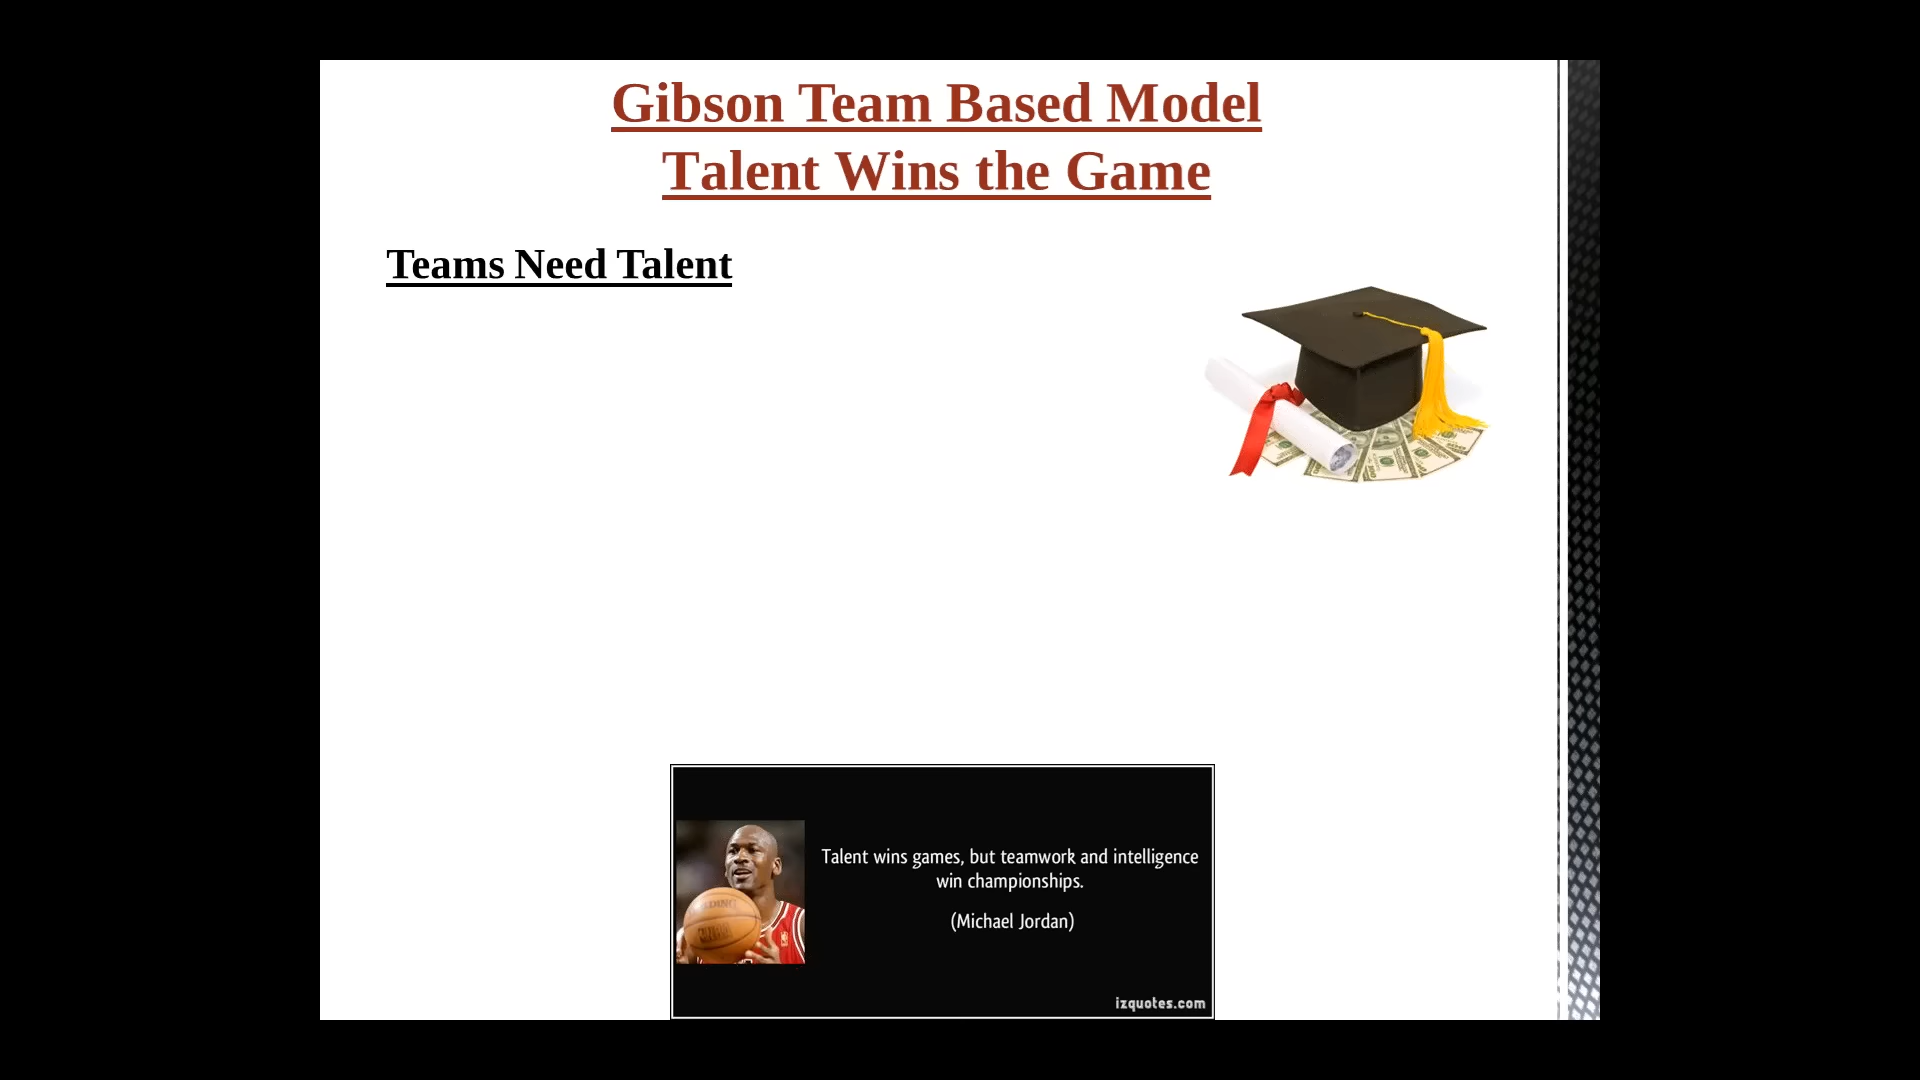 Gibson Team Based Model
Talent Wins the Game
Teams Need Talent
Talent wins games, but teamwork and intelligence
win championships.
(Michael Jordan)
izquotes.com